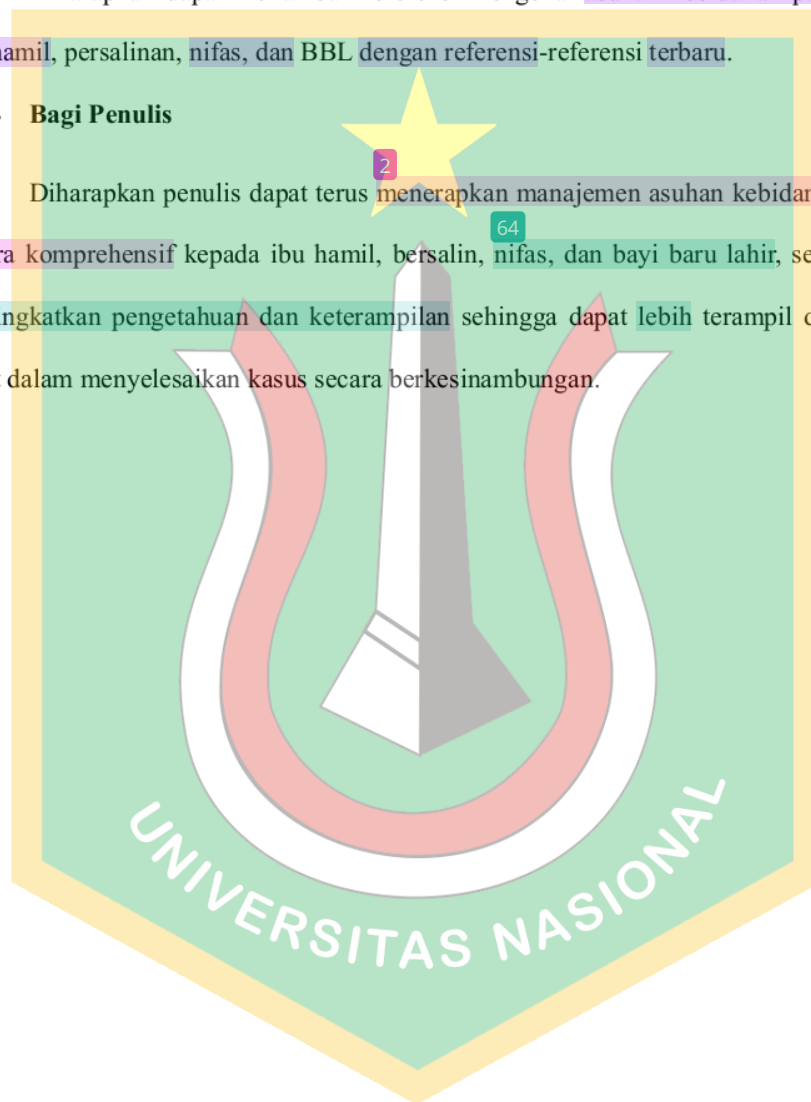 hamil, persalinan, nifas, dan BBL dengan referensi-referensi terbaru.
Bagi Penulis
2
Diharapkan penulis dapat terus menerapkan manajemen asuhan kebidan
64
ra komprehensif kepada ibu hamil, bersalin, nifas, dan bayi baru lahir, se
ingkatkan pengetahuan dan keterampilan sehingga dapat lebih terampil d
dalam menyelesaikan kasus secara berkesinambungan.
UNIVERSITAS NASIONAL